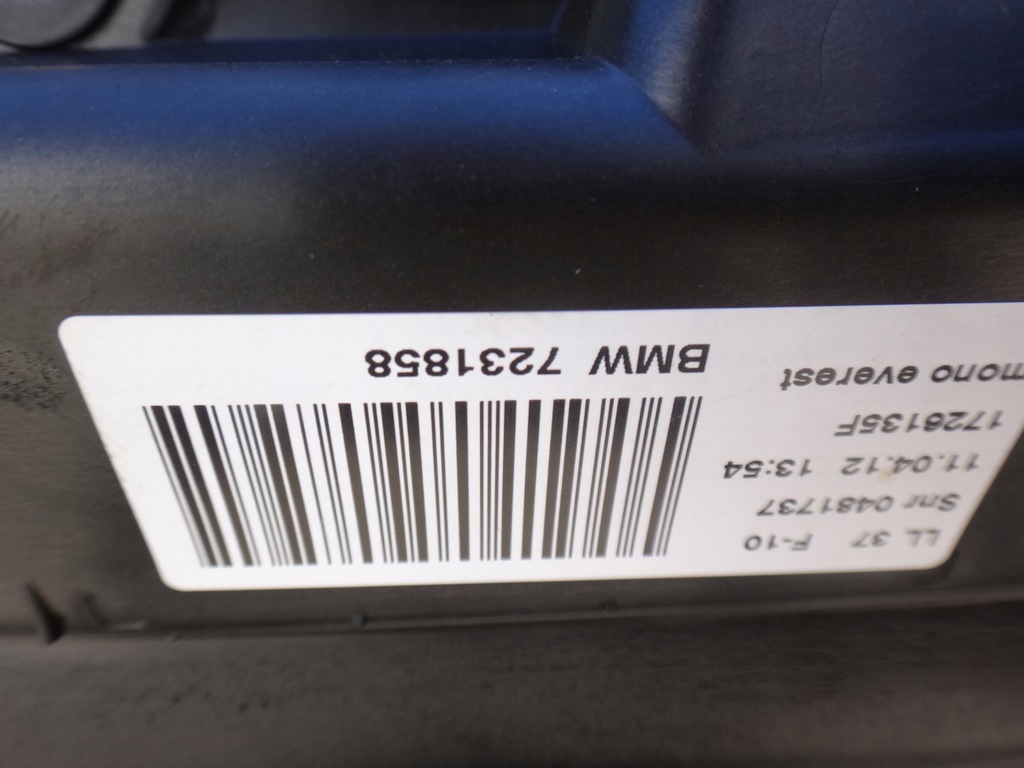 LL 37 F-10
Snr 0481737
11.04.12 13:54
1726135F
mono everest
BMW 7231858